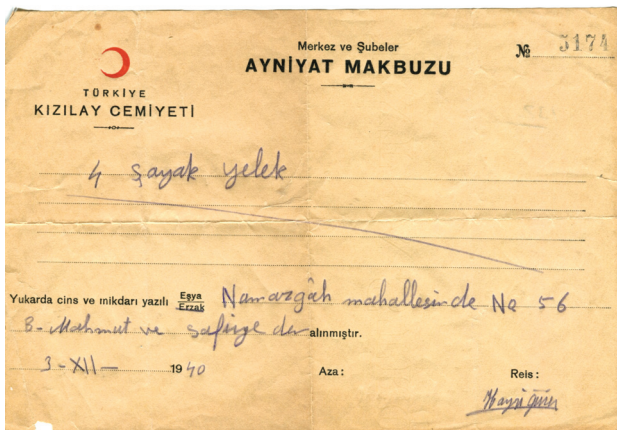 Merkez ve Şubeler
AYNİYAT MAKBUZU
№ 5174
TÜRKİYE
KIZILAY CEMİYETİ
4 şayak yelek
Yukarda cins ve mikdarı yazılı Eşya Erzak Namazgâh mahallesinde No 56
B- Mahmut ve Safiye den alınmıştır.
3-XII- 1940 Aza: Reis: